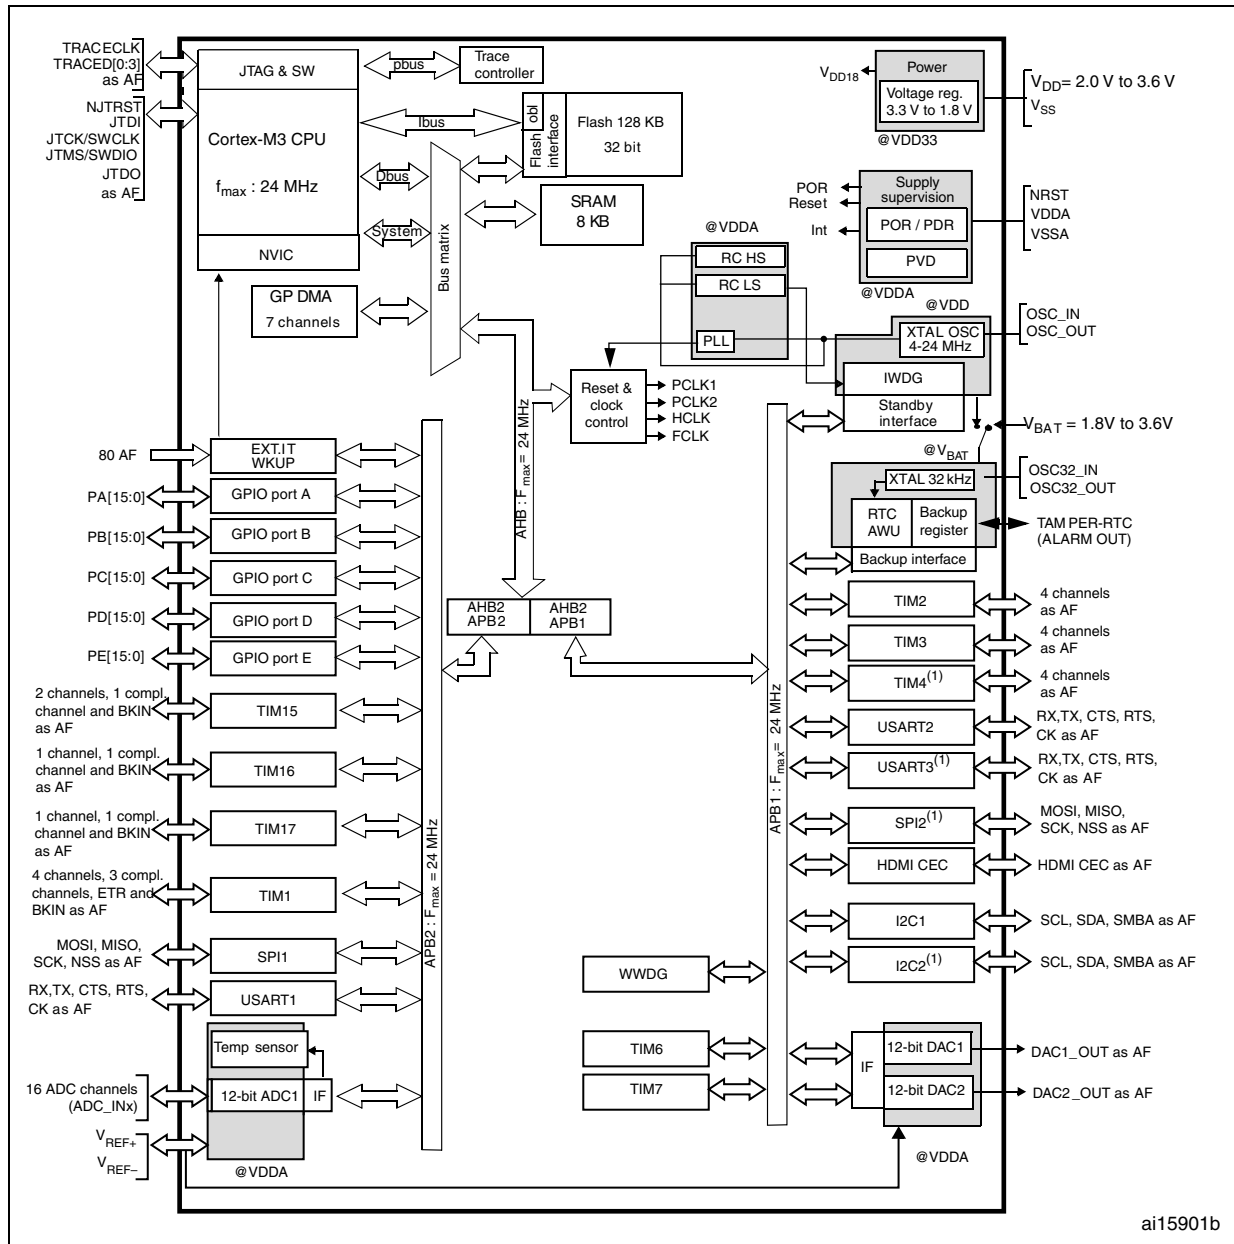 TRACECLK
TRACED[0:3]
as AF
NJTRST
JTDI
JTCK/SWCLK
JTMS/SWDIO
JTDO
as AF
JTAG & SW
Cortex-M3 CPU
fmax : 24 MHz
NVIC
pbus
Trace
controller
Ibus
Dbus
System
Flash obl
interface
Flash 128 KB
32 bit
SRAM
8 KB
Bus matrix
GP DMA
7 channels
VDD18
Power
Voltage reg.
3.3 V to 1.8 V
@VDD33
VDD= 2.0 V to 3.6 V
VSS
POR
Reset
Int
Supply
supervision
POR / PDR
PVD
@VDDA
NRST
VDDA
VSSA
@VDDA
RC HS
RC LS
PLL
@VDD
XTAL OSC
4-24 MHz
OSC_IN
OSC_OUT
IWDG
Standby
interface
Reset &
clock
control
PCLK1
PCLK2
HCLK
FCLK
AHB : Fmax= 24 MHz
VBAT = 1.8V to 3.6V
@VBAT
XTAL 32 kHz
OSC32_IN
OSC32_OUT
RTC
AWU
Backup
register
Backup interface
TAM PER-RTC
(ALARM OUT)
80 AF
EXT.IT
WKUP
PA[15:0]
GPIO port A
PB[15:0]
GPIO port B
PC[15:0]
GPIO port C
PD[15:0]
GPIO port D
PE[15:0]
GPIO port E
2 channels, 1 compl.
channel and BKIN
as AF
TIM15
1 channel, 1 compl.
channel and BKIN
as AF
TIM16
1 channel, 1 compl.
channel and BKIN
as AF
TIM17
4 channels, 3 compl.
channels, ETR and
BKIN as AF
TIM1
MOSI, MISO,
SCK, NSS as AF
SPI1
RX,TX, CTS, RTS,
CK as AF
USART1
Temp sensor
16 ADC channels
(ADC_INx)
12-bit ADC1
IF
VREF+
VREF–
@VDDA
APB2 : Fmax = 24 MHz
AHB2
APB2
AHB2
APB1
APB1 : Fmax= 24 MHz
TIM2
4 channels
as AF
TIM3
4 channels
as AF
TIM4(1)
4 channels
as AF
USART2
RX,TX, CTS, RTS,
CK as AF
USART3(1)
RX,TX, CTS, RTS,
CK as AF
SPI2(1)
MOSI, MISO,
SCK, NSS as AF
HDMI CEC
HDMI CEC as AF
I2C1
SCL, SDA, SMBA as AF
I2C2(1)
SCL, SDA, SMBA as AF
WWDG
TIM6
TIM7
IF
12-bit DAC1
DAC1_OUT as AF
12-bit DAC2
DAC2_OUT as AF
@VDDA
ai15901b